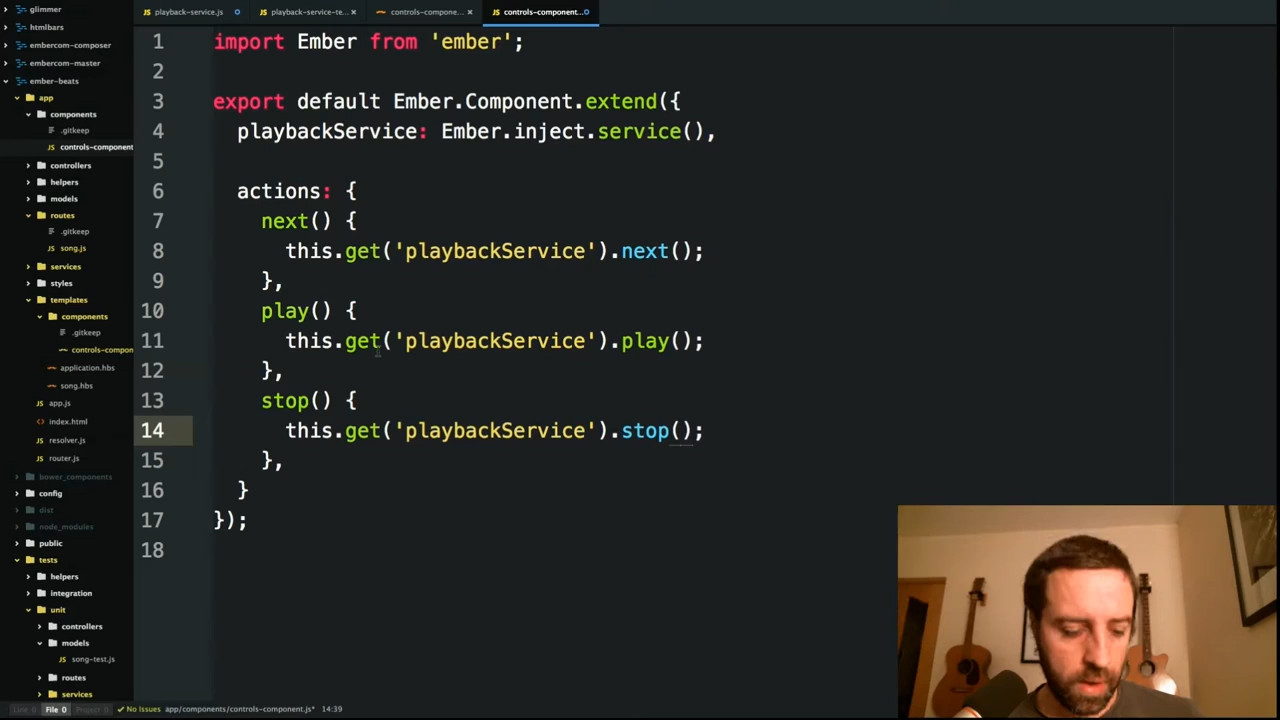 glimmer
htmlbars
embercom-composer
embercom-master
ember-beats
app
components
.gitkeep
controls-component
controllers
helpers
models
routes
.gitkeep
song.js
services
styles
templates
components
.gitkeep
controls-compon
application.hbs
song.hbs
app.js
index.html
resolver.js
router.js
bower_components
config
dist
node_modules
public
tests
helpers
integration
unit
controllers
models
song-test.js
routes
services
playback-service.js
playback-service-te...
controls-compone...
controls-component...
1 import Ember from 'ember';
2
3 export default Ember.Component.extend({
4 playbackService: Ember.inject.service(),
5
6 actions: {
7 next() {
8 this.get('playbackService').next();
9 },
10 play() {
11 this.get('playbackService').play();
12 },
13 stop() {
14 this.get('playbackService').stop();
15 },
16 }
17 });
18
Line 0 File 0 Project 0 No Issues app/components/controls-component.js* 14:39